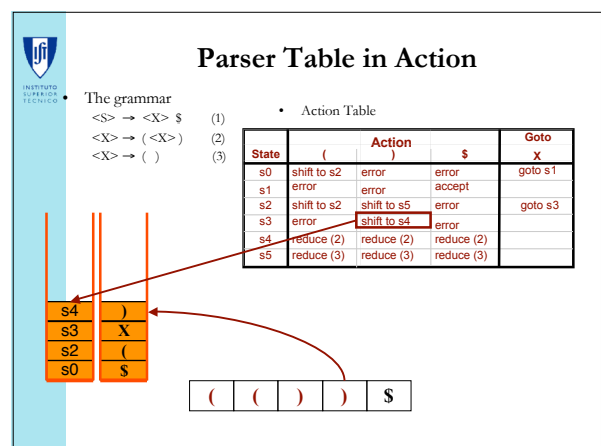 Parser Table in Action
INSTITUTO
SUPERIOR
TECNICO
• The grammar
<S> → <X> $ (1)
<X> → ( <X> ) (2)
<X> → ( ) (3)
• Action Table
Action Goto
State ( ) $ X
s0 shift to s2 error error goto s1
s1 error error accept
s2 shift to s2 shift to s5 error goto s3
s3 error shift to s4 error
s4 reduce (2) reduce (2) reduce (2)
s5 reduce (3) reduce (3) reduce (3)
s4 )
s3 X
s2 (
s0 $
( ( ) ) $